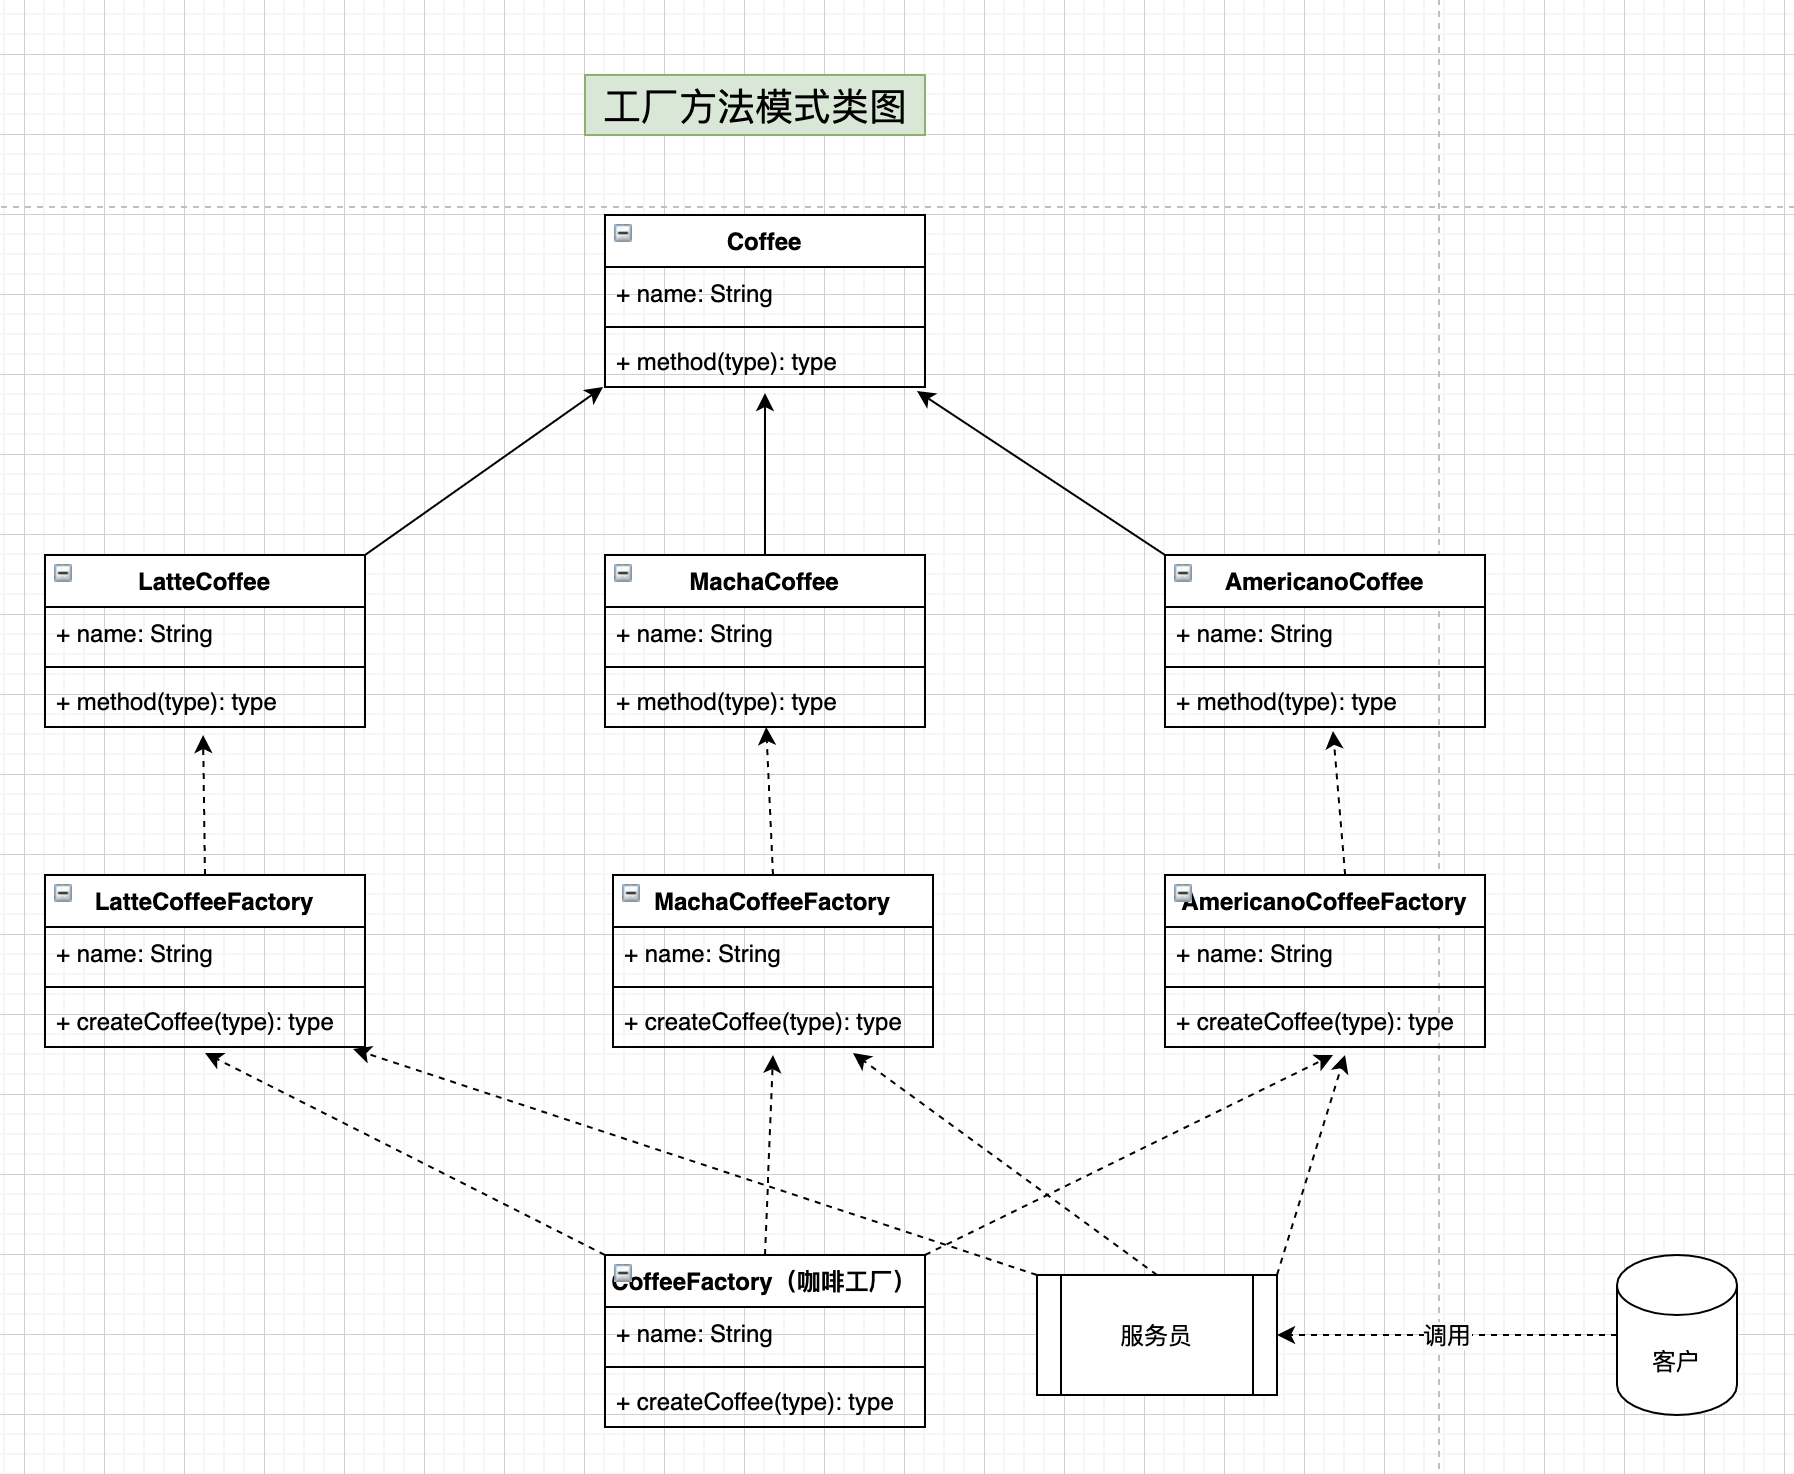 工厂方法模式类图
Coffee
+ name: String
+ method(type): type
LatteCoffee
+ name: String
+ method(type): type
MachaCoffee
+ name: String
+ method(type): type
AmericanoCoffee
+ name: String
+ method(type): type
LatteCoffeeFactory
+ name: String
+ createCoffee(type): type
MachaCoffeeFactory
+ name: String
+ createCoffee(type): type
AmericanoCoffeeFactory
+ name: String
+ createCoffee(type): type
CoffeeFactory（咖啡工厂）
+ name: String
+ createCoffee(type): type
服务员
调用
客户